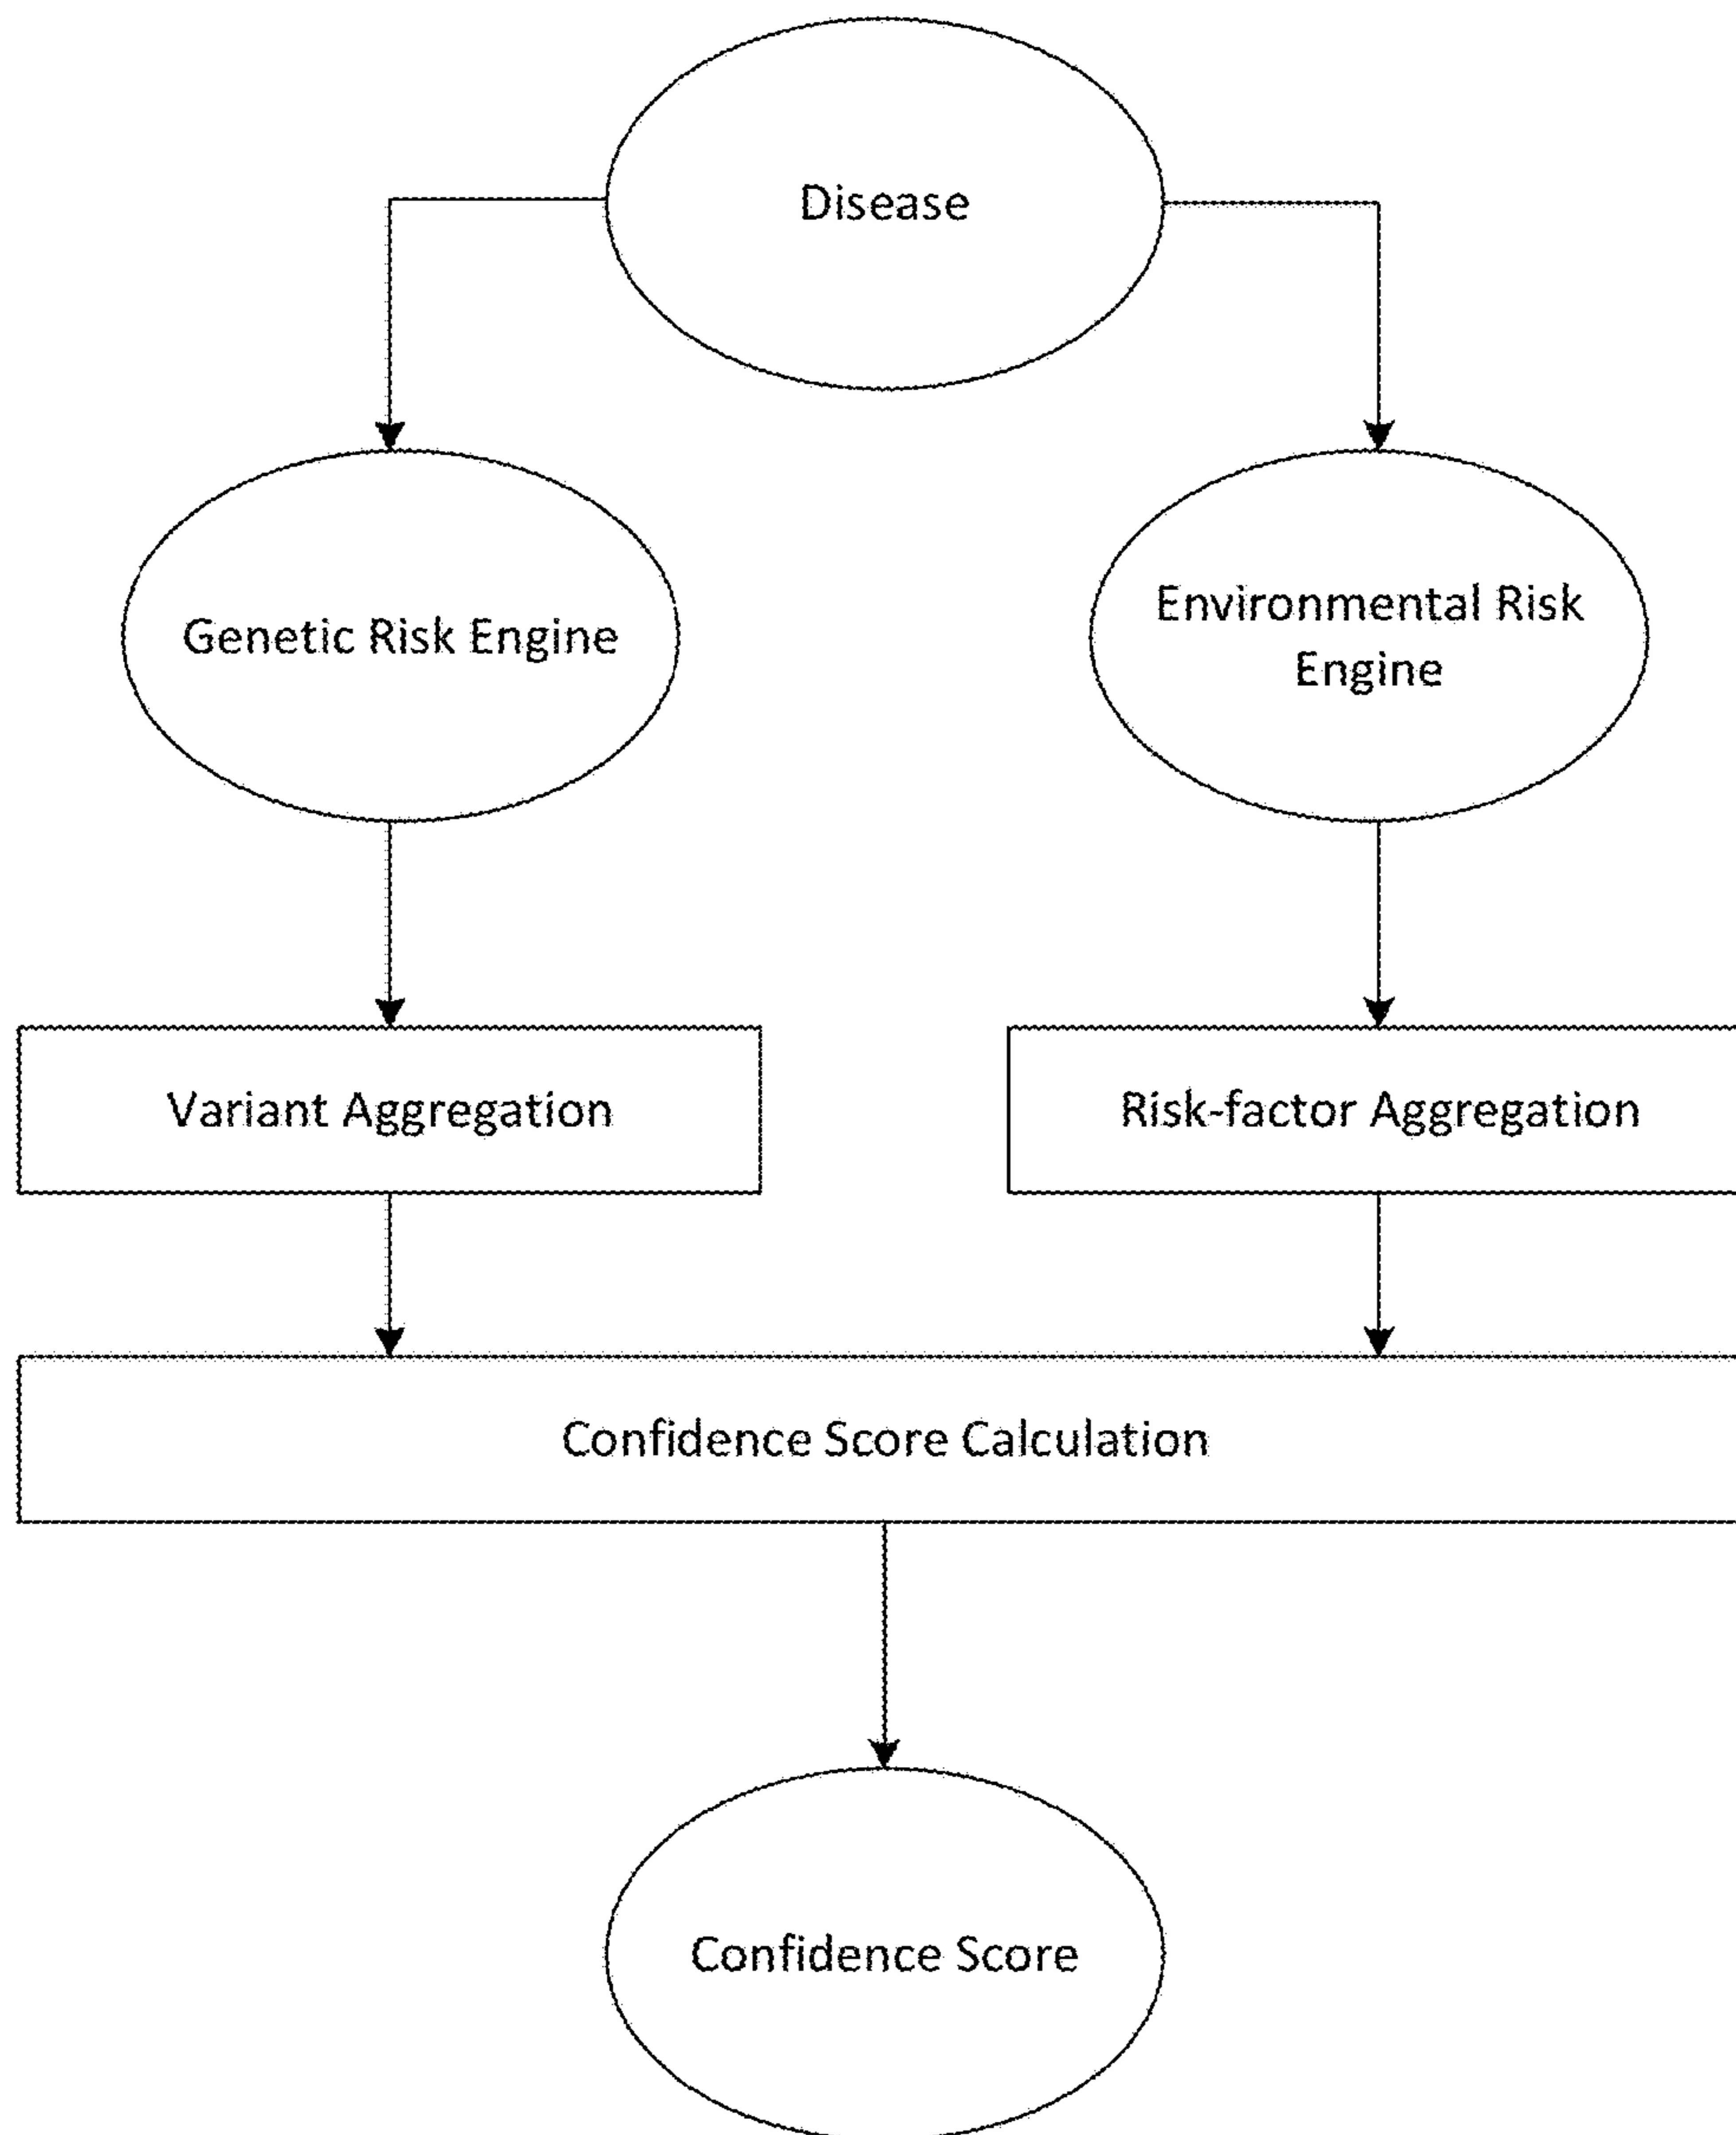 Disease
Genetic Risk Engine
Environmental Risk
Engine
Variant Aggregation
Risk-factor Aggregation
Confidence Score Calculation
Confidence Score